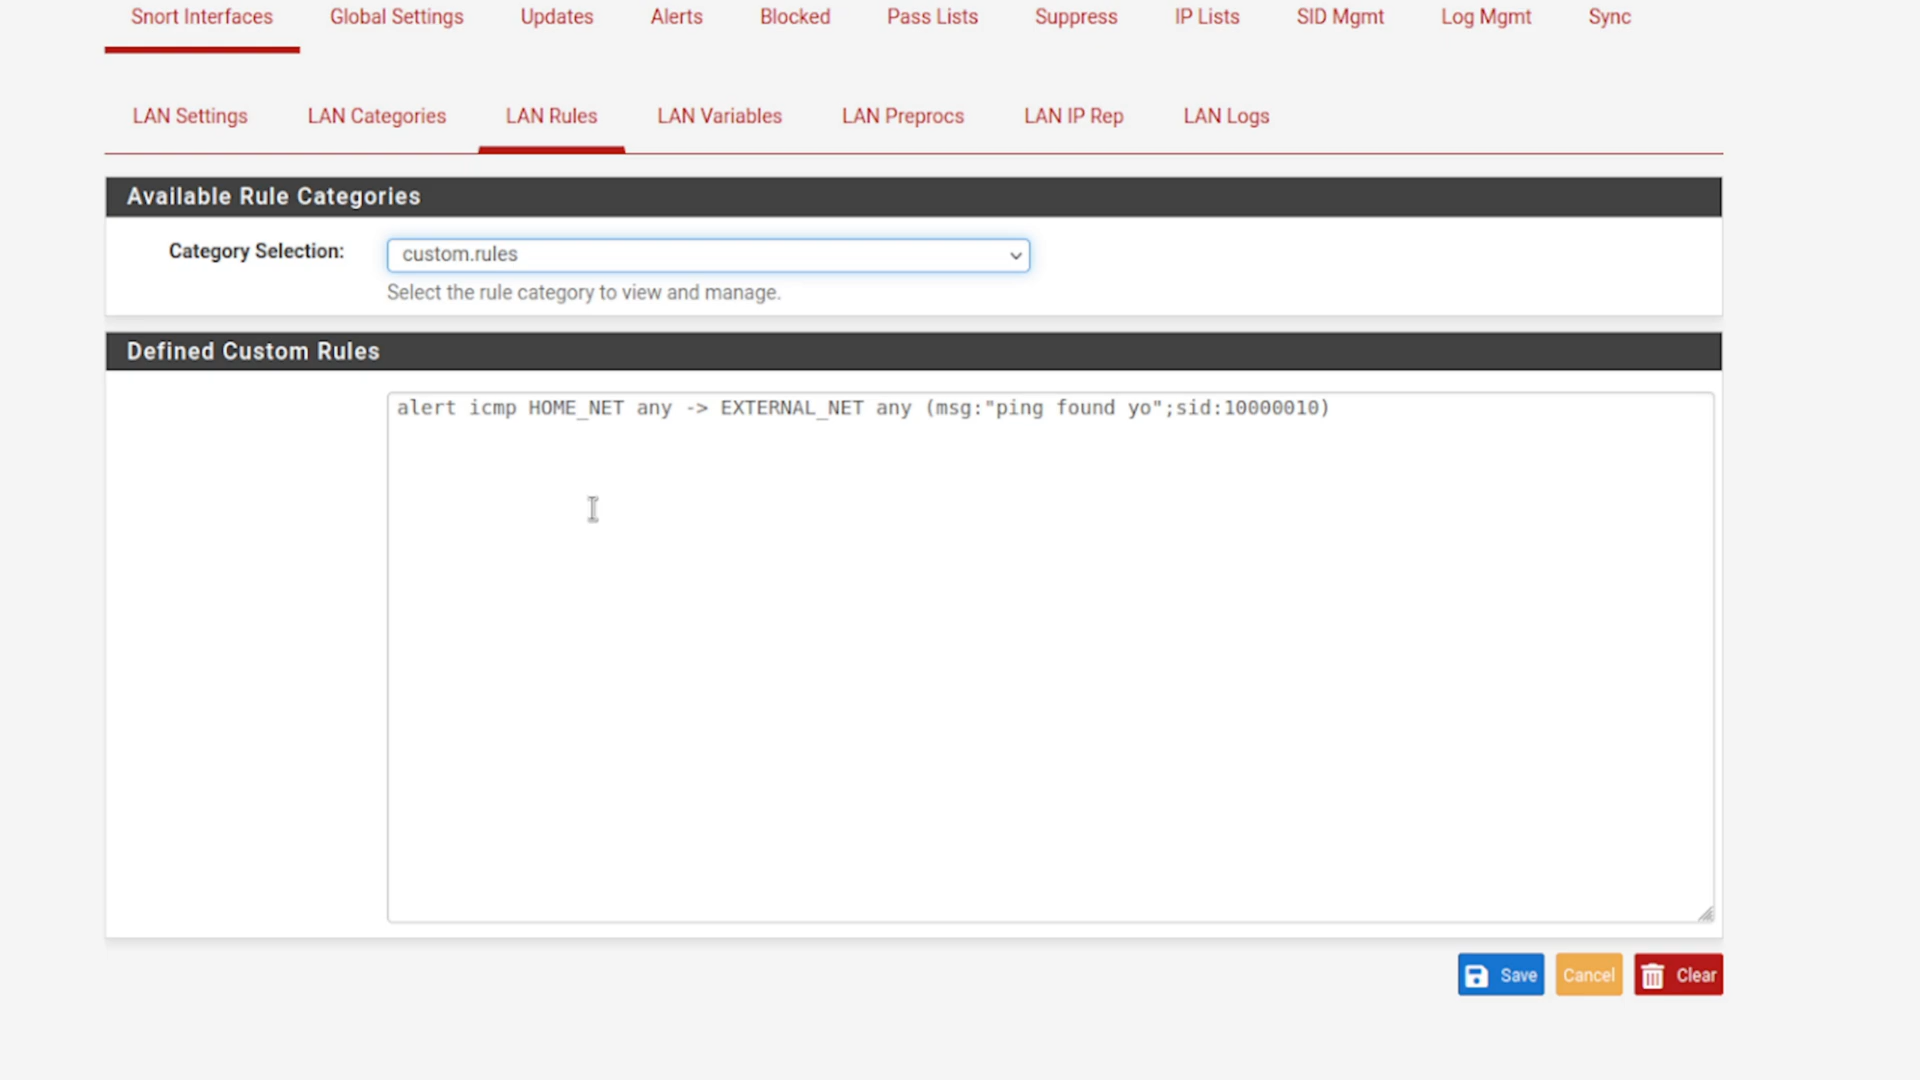 Snort Interfaces Global Settings Updates Alerts Blocked Pass Lists Suppress IP Lists SID Mgmt Log Mgmt Sync
LAN Settings LAN Categories LAN Rules LAN Variables LAN Preprocs LAN IP Rep LAN Logs
Available Rule Categories
Category Selection: custom.rules
Select the rule category to view and manage.
Defined Custom Rules
alert icmp HOME_NET any -> EXTERNAL_NET any (msg:"ping found yo";sid:10000010)
Save Cancel Clear